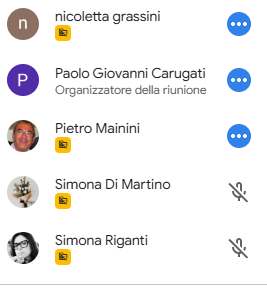 n
nicoletta grassini
P
Paolo Giovanni Carugati
Organizzatore della riunione
Pietro Mainini
Simona Di Martino
Simona Riganti